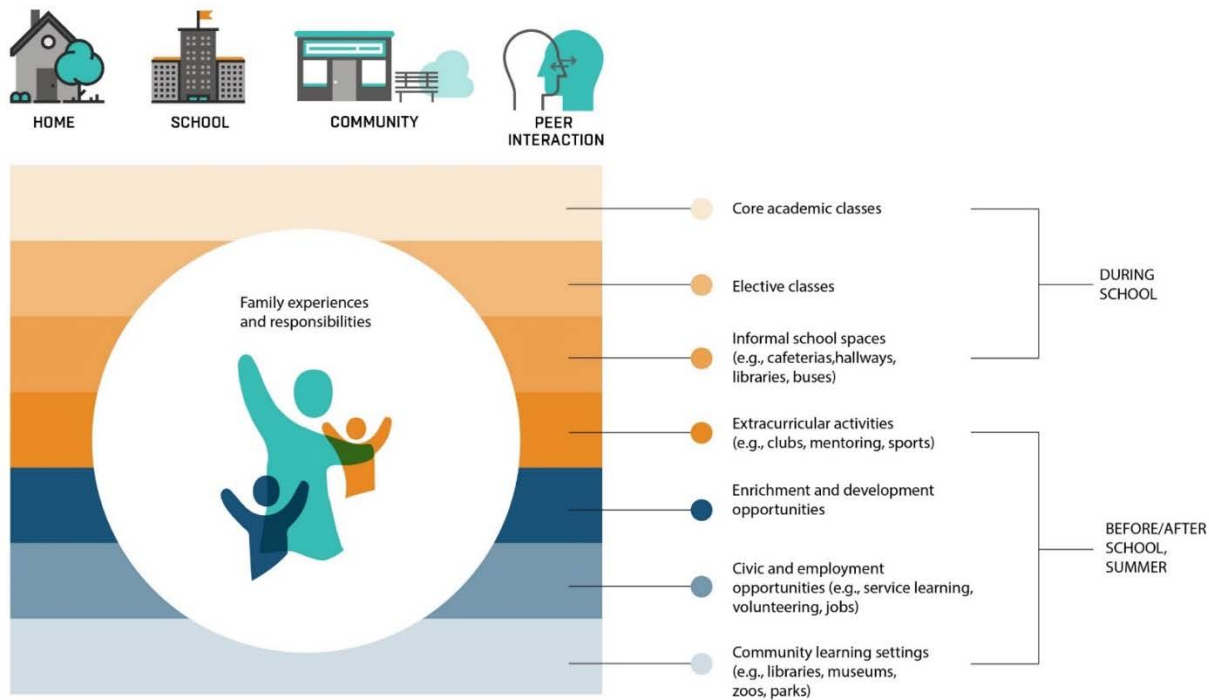 HOME
SCHOOL
COMMUNITY
PEER
INTERACTION
Family experiences
and responsibilities
Core academic classes
Elective classes
Informal school spaces
(e.g., cafeterias,hallways,
libraries, buses)
DURING
SCHOOL
Extracurricular activities
(e.g., clubs, mentoring, sports)
Enrichment and development
opportunities
Civic and employment
opportunities (e.g., service learning,
volunteering, jobs)
Community learning settings
(e.g., libraries, museums,
zoos, parks)
BEFORE/AFTER
SCHOOL,
SUMMER